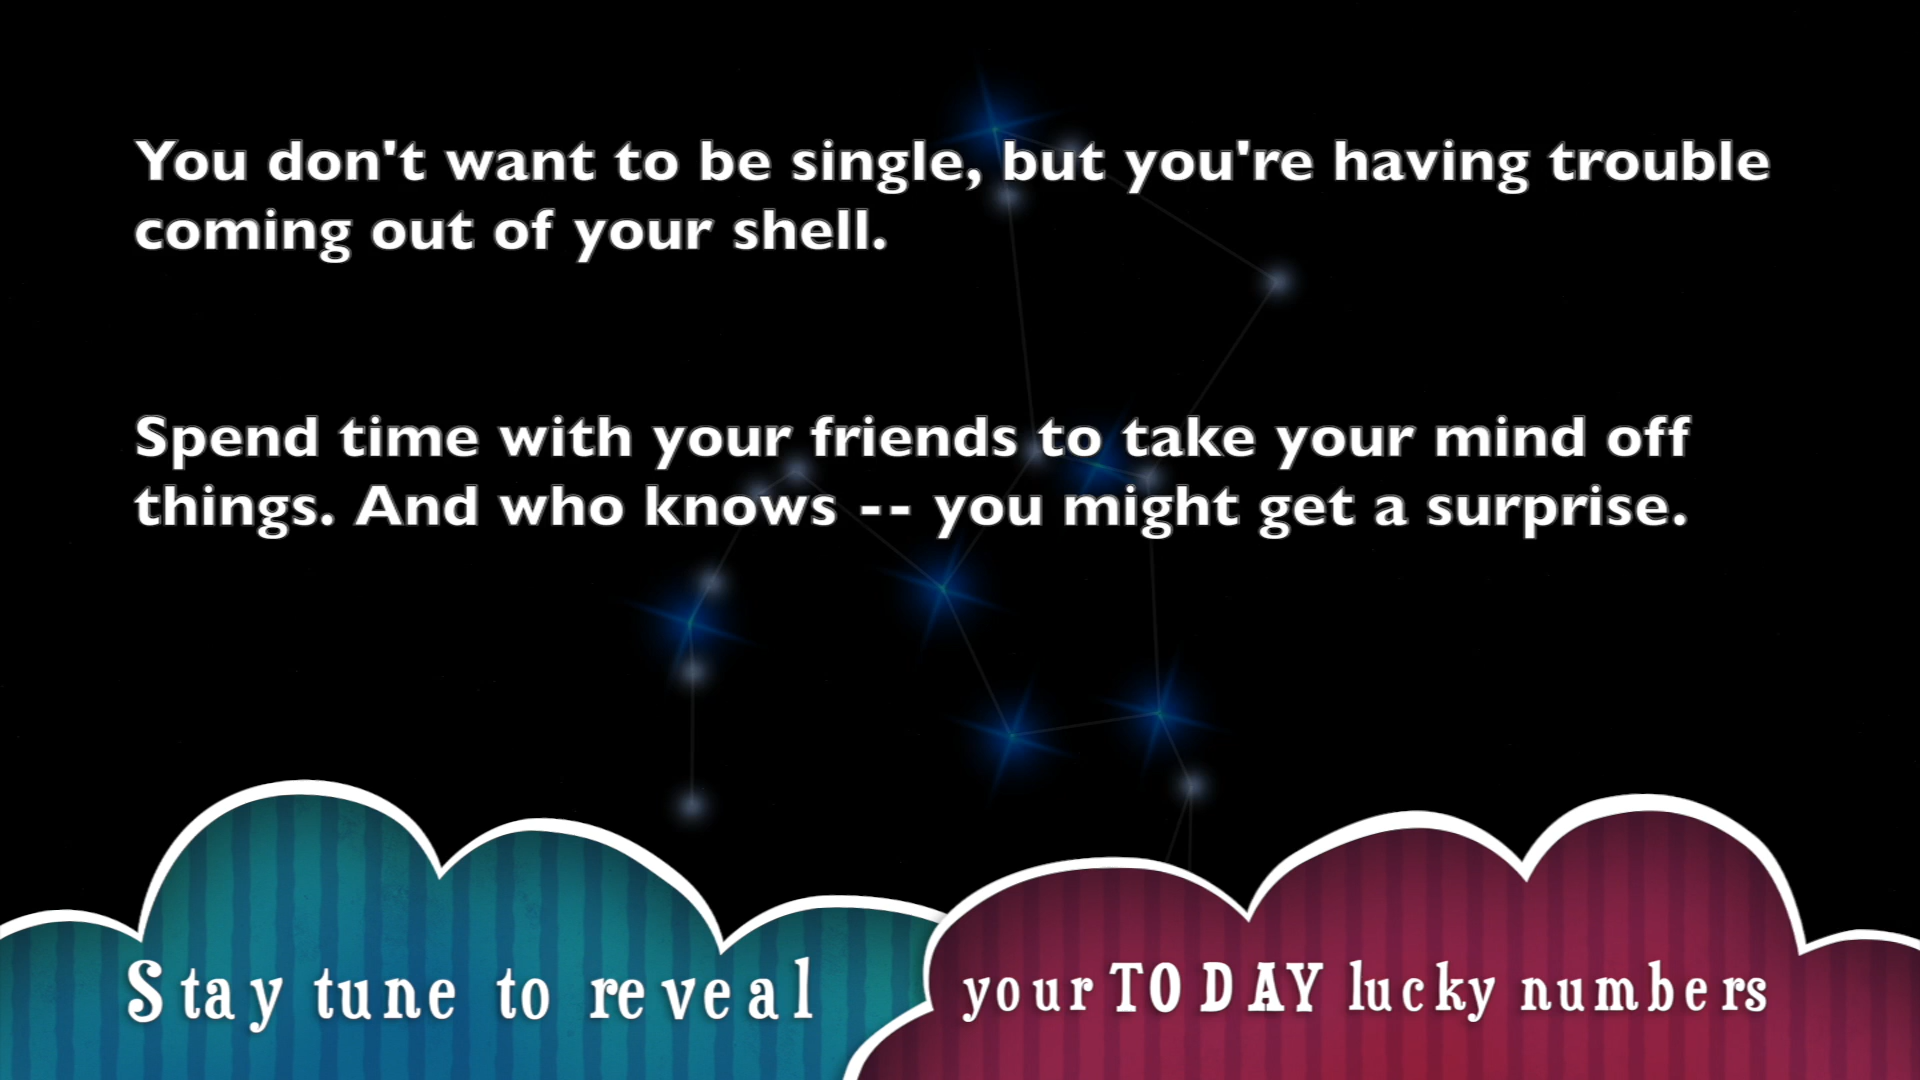 You don't want to be single, but you're having trouble
coming out of your shell.
Spend time with your friends to take your mind off
things. And who knows -- you might get a surprise.
Stay tune to reveal your TODAY lucky numbers